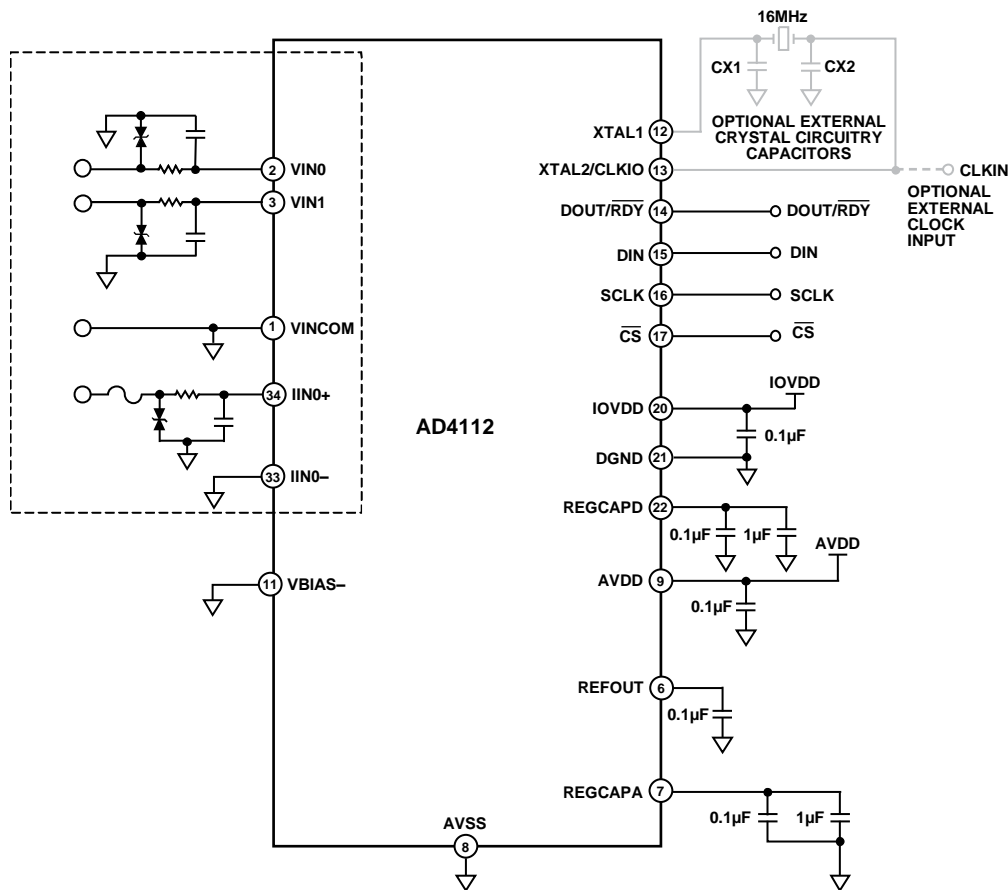 16MHz
CX1
CX2
OPTIONAL EXTERNAL
CRYSTAL CIRCUITRY
CAPACITORS
XTAL1 12
XTAL2/CLKIO 13
CLKIN
OPTIONAL
EXTERNAL
CLOCK
INPUT
2 VIN0
3 VIN1
DOUT/RDY 14 DOUT/RDY
DIN 15 DIN
SCLK 16 SCLK
1 VINCOM
CS 17 CS
34 IIN0+
IOVDD
IOVDD 20
0.1µF
AD4112
DGND 21
33 IIN0–
REGCAPD 22
0.1µF
1µF
AVDD
11 VBIAS–
AVDD 9
0.1µF
REFOUT 6
0.1µF
REGCAPA 7
0.1µF
1µF
AVSS
8